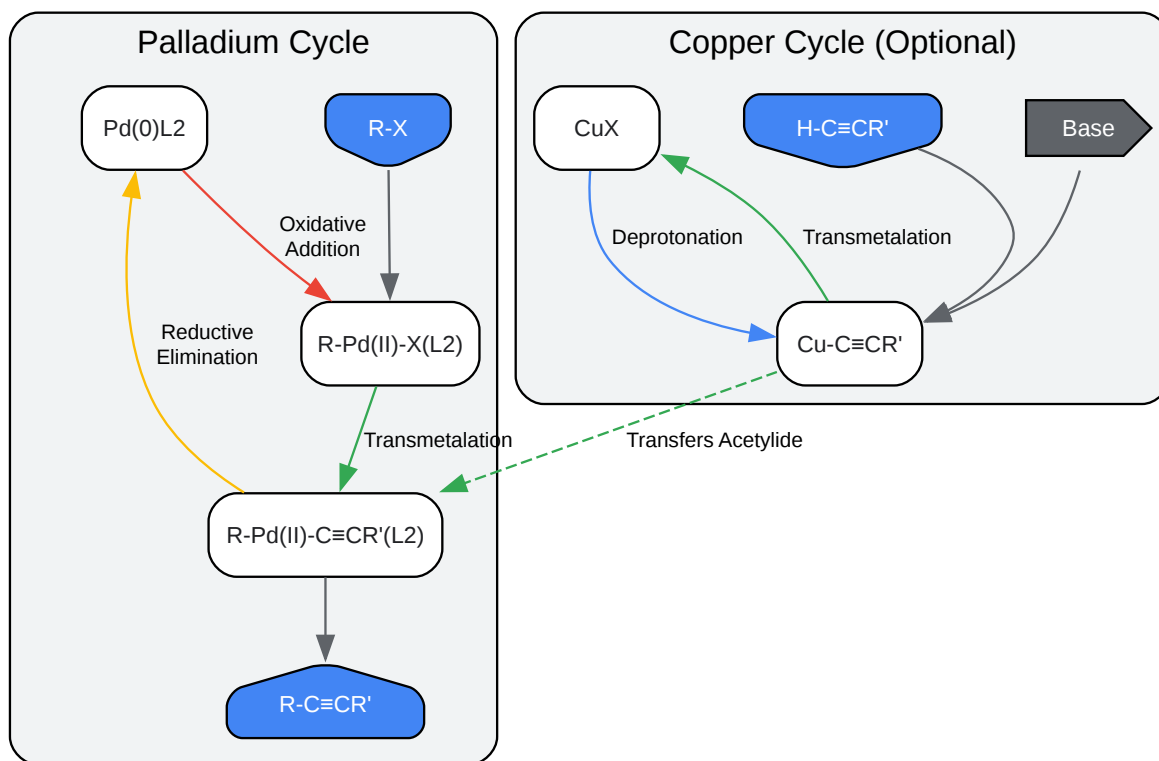 Palladium Cycle
Copper Cycle (Optional)
Pd(0)L2
R-X
CuX
H-C≡CR'
Base
Oxidative
Addition
Deprotonation
Transmetalation
Reductive
Elimination
R-Pd(II)-X(L2)
Cu-C≡CR'
Transmetalation
Transfers Acetylide
R-Pd(II)-C≡CR'(L2)
R-C≡CR'